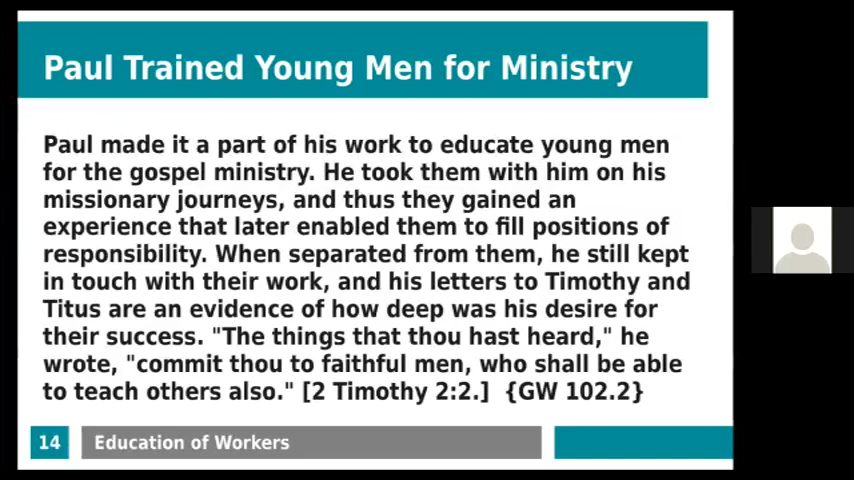 Paul Trained Young Men for Ministry
Paul made it a part of his work to educate young men
for the gospel ministry. He took them with him on his
missionary journeys, and thus they gained an
experience that later enabled them to fill positions of
responsibility. When separated from them, he still kept
in touch with their work, and his letters to Timothy and
Titus are an evidence of how deep was his desire for
their success. "The things that thou hast heard," he
wrote, "commit thou to faithful men, who shall be able
to teach others also." [2 Timothy 2:2.]  {GW 102.2}
14 Education of Workers